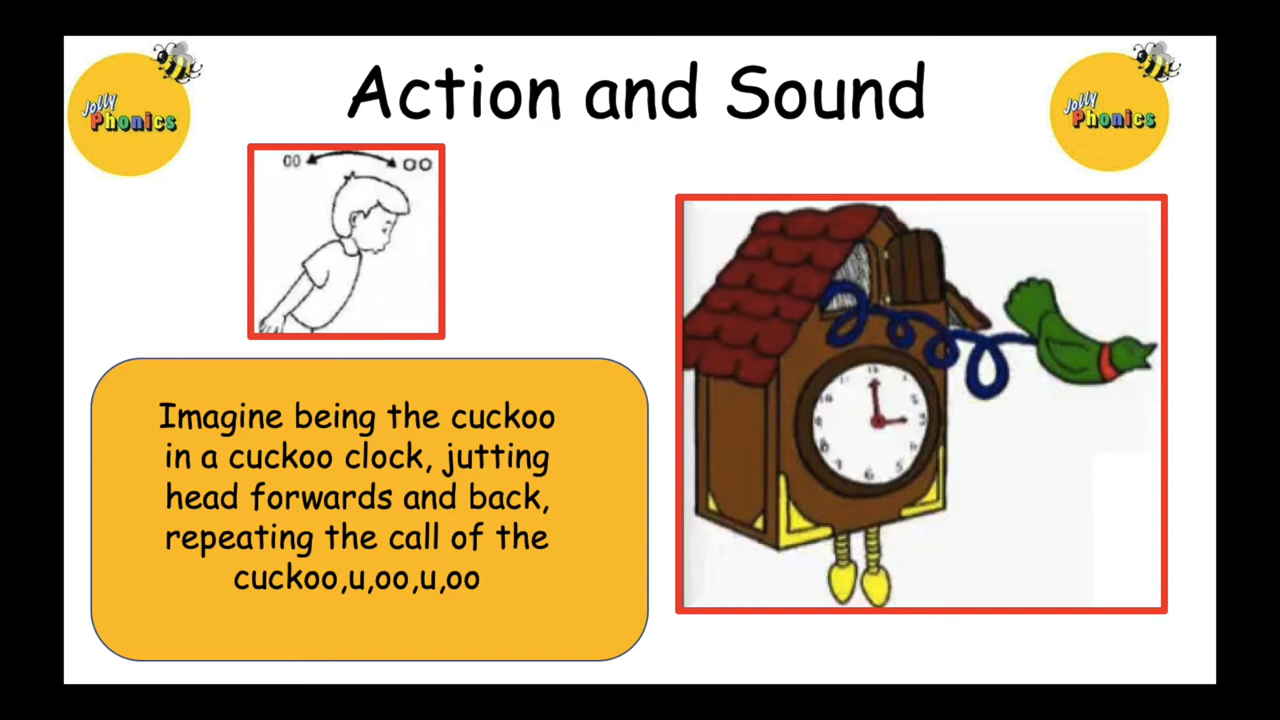 Jolly
Phonics
Action and Sound
Jolly
Phonics
oo oo
Imagine being the cuckoo
in a cuckoo clock, jutting
head forwards and back,
repeating the call of the
cuckoo,u,oo,u,oo